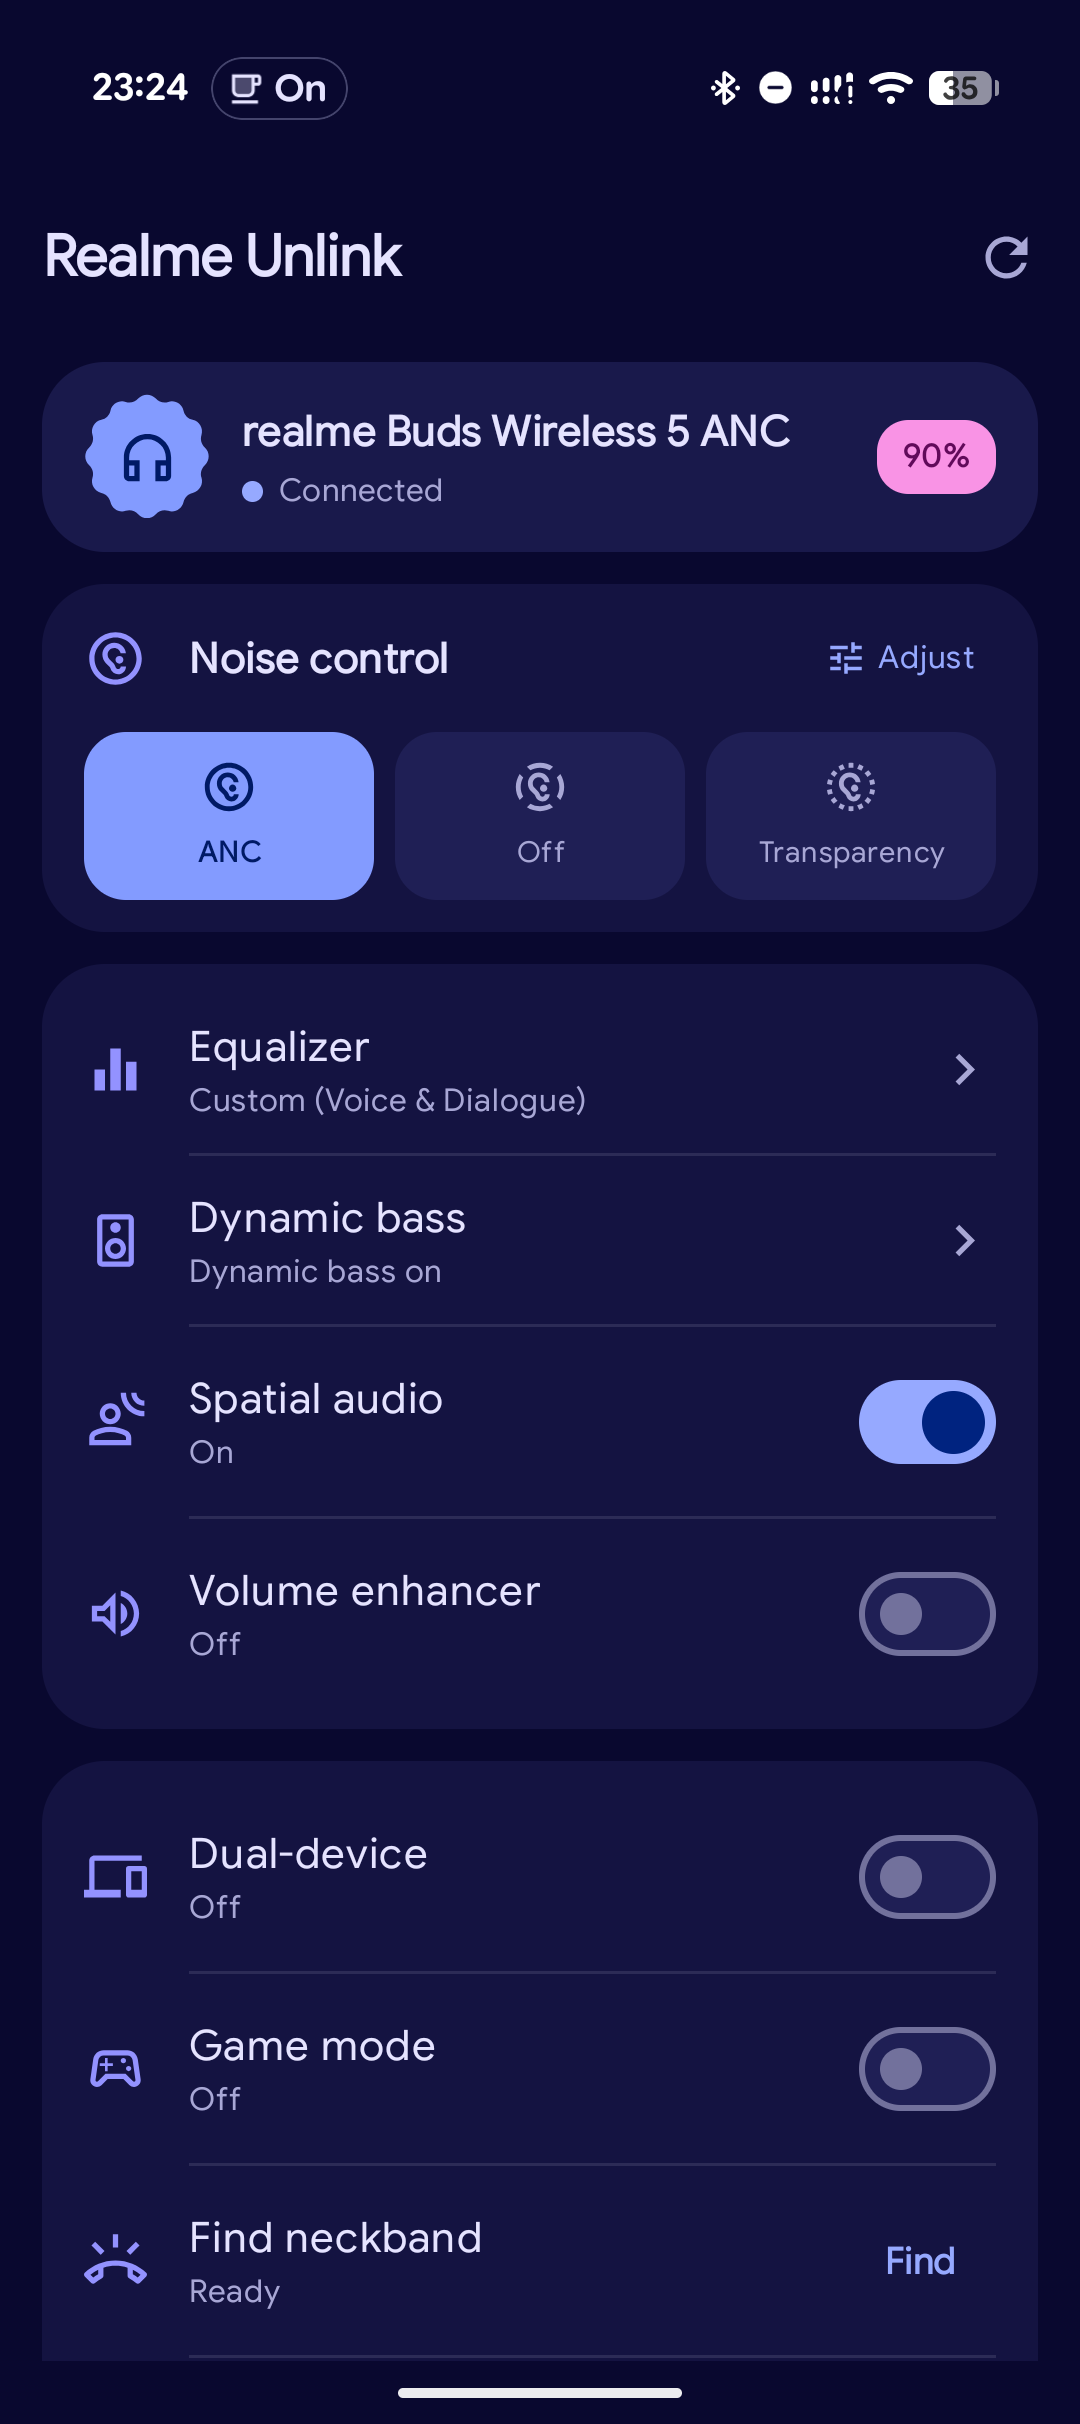 23:24 On 35
Realme Unlink
realme Buds Wireless 5 ANC
Connected
90%
Noise control
Adjust
ANC
Off
Transparency
Equalizer
Custom (Voice & Dialogue)
Dynamic bass
Dynamic bass on
Spatial audio
On
Volume enhancer
Off
Dual-device
Off
Game mode
Off
Find neckband
Ready
Find